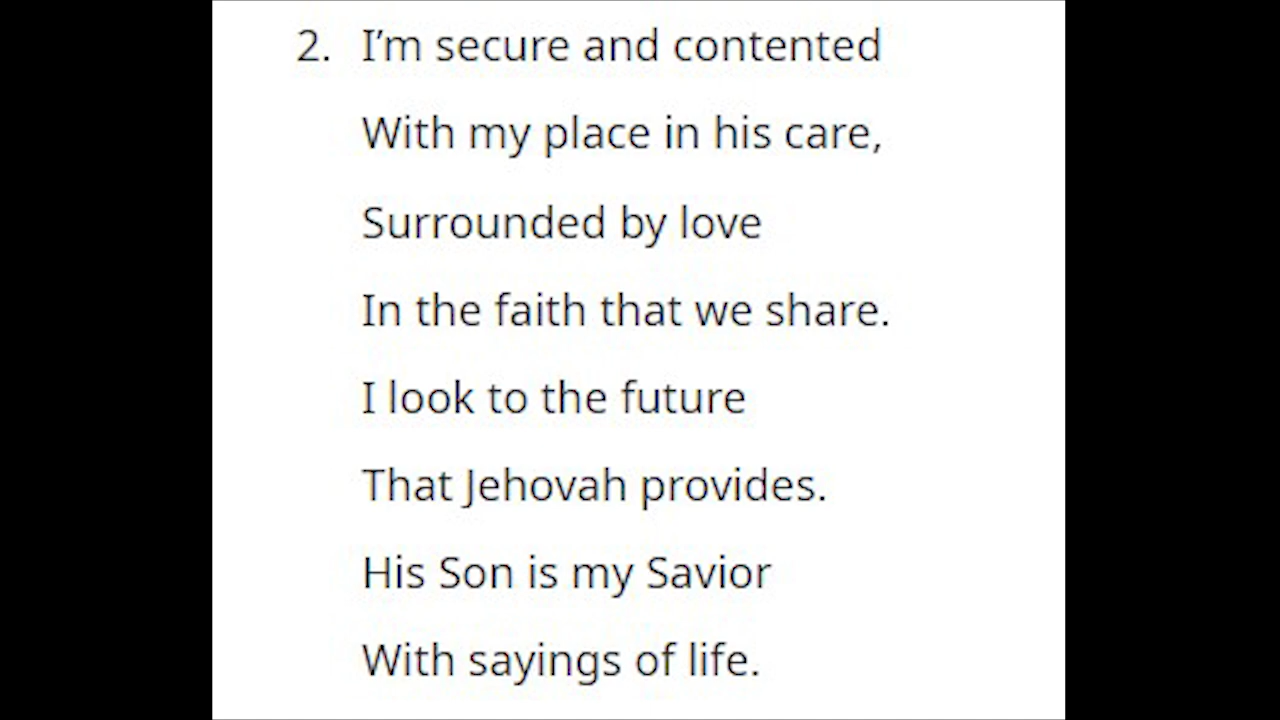 2. I’m secure and contented
With my place in his care,
Surrounded by love
In the faith that we share.
I look to the future
That Jehovah provides.
His Son is my Savior
With sayings of life.